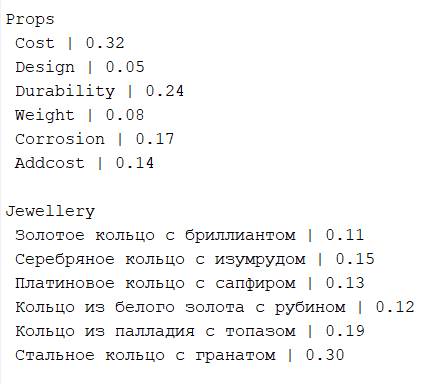 Props
Cost | 0.32
Design | 0.05
Durability | 0.24
Weight | 0.08
Corrosion | 0.17
Addcost | 0.14
Jewellery
Золотое кольцо с бриллиантом | 0.11
Серебряное кольцо с изумрудом | 0.15
Платиновое кольцо с сапфиром | 0.13
Кольцо из белого золота с рубином | 0.12
Кольцо из палладия с топазом | 0.19
Стальное кольцо с гранатом | 0.30